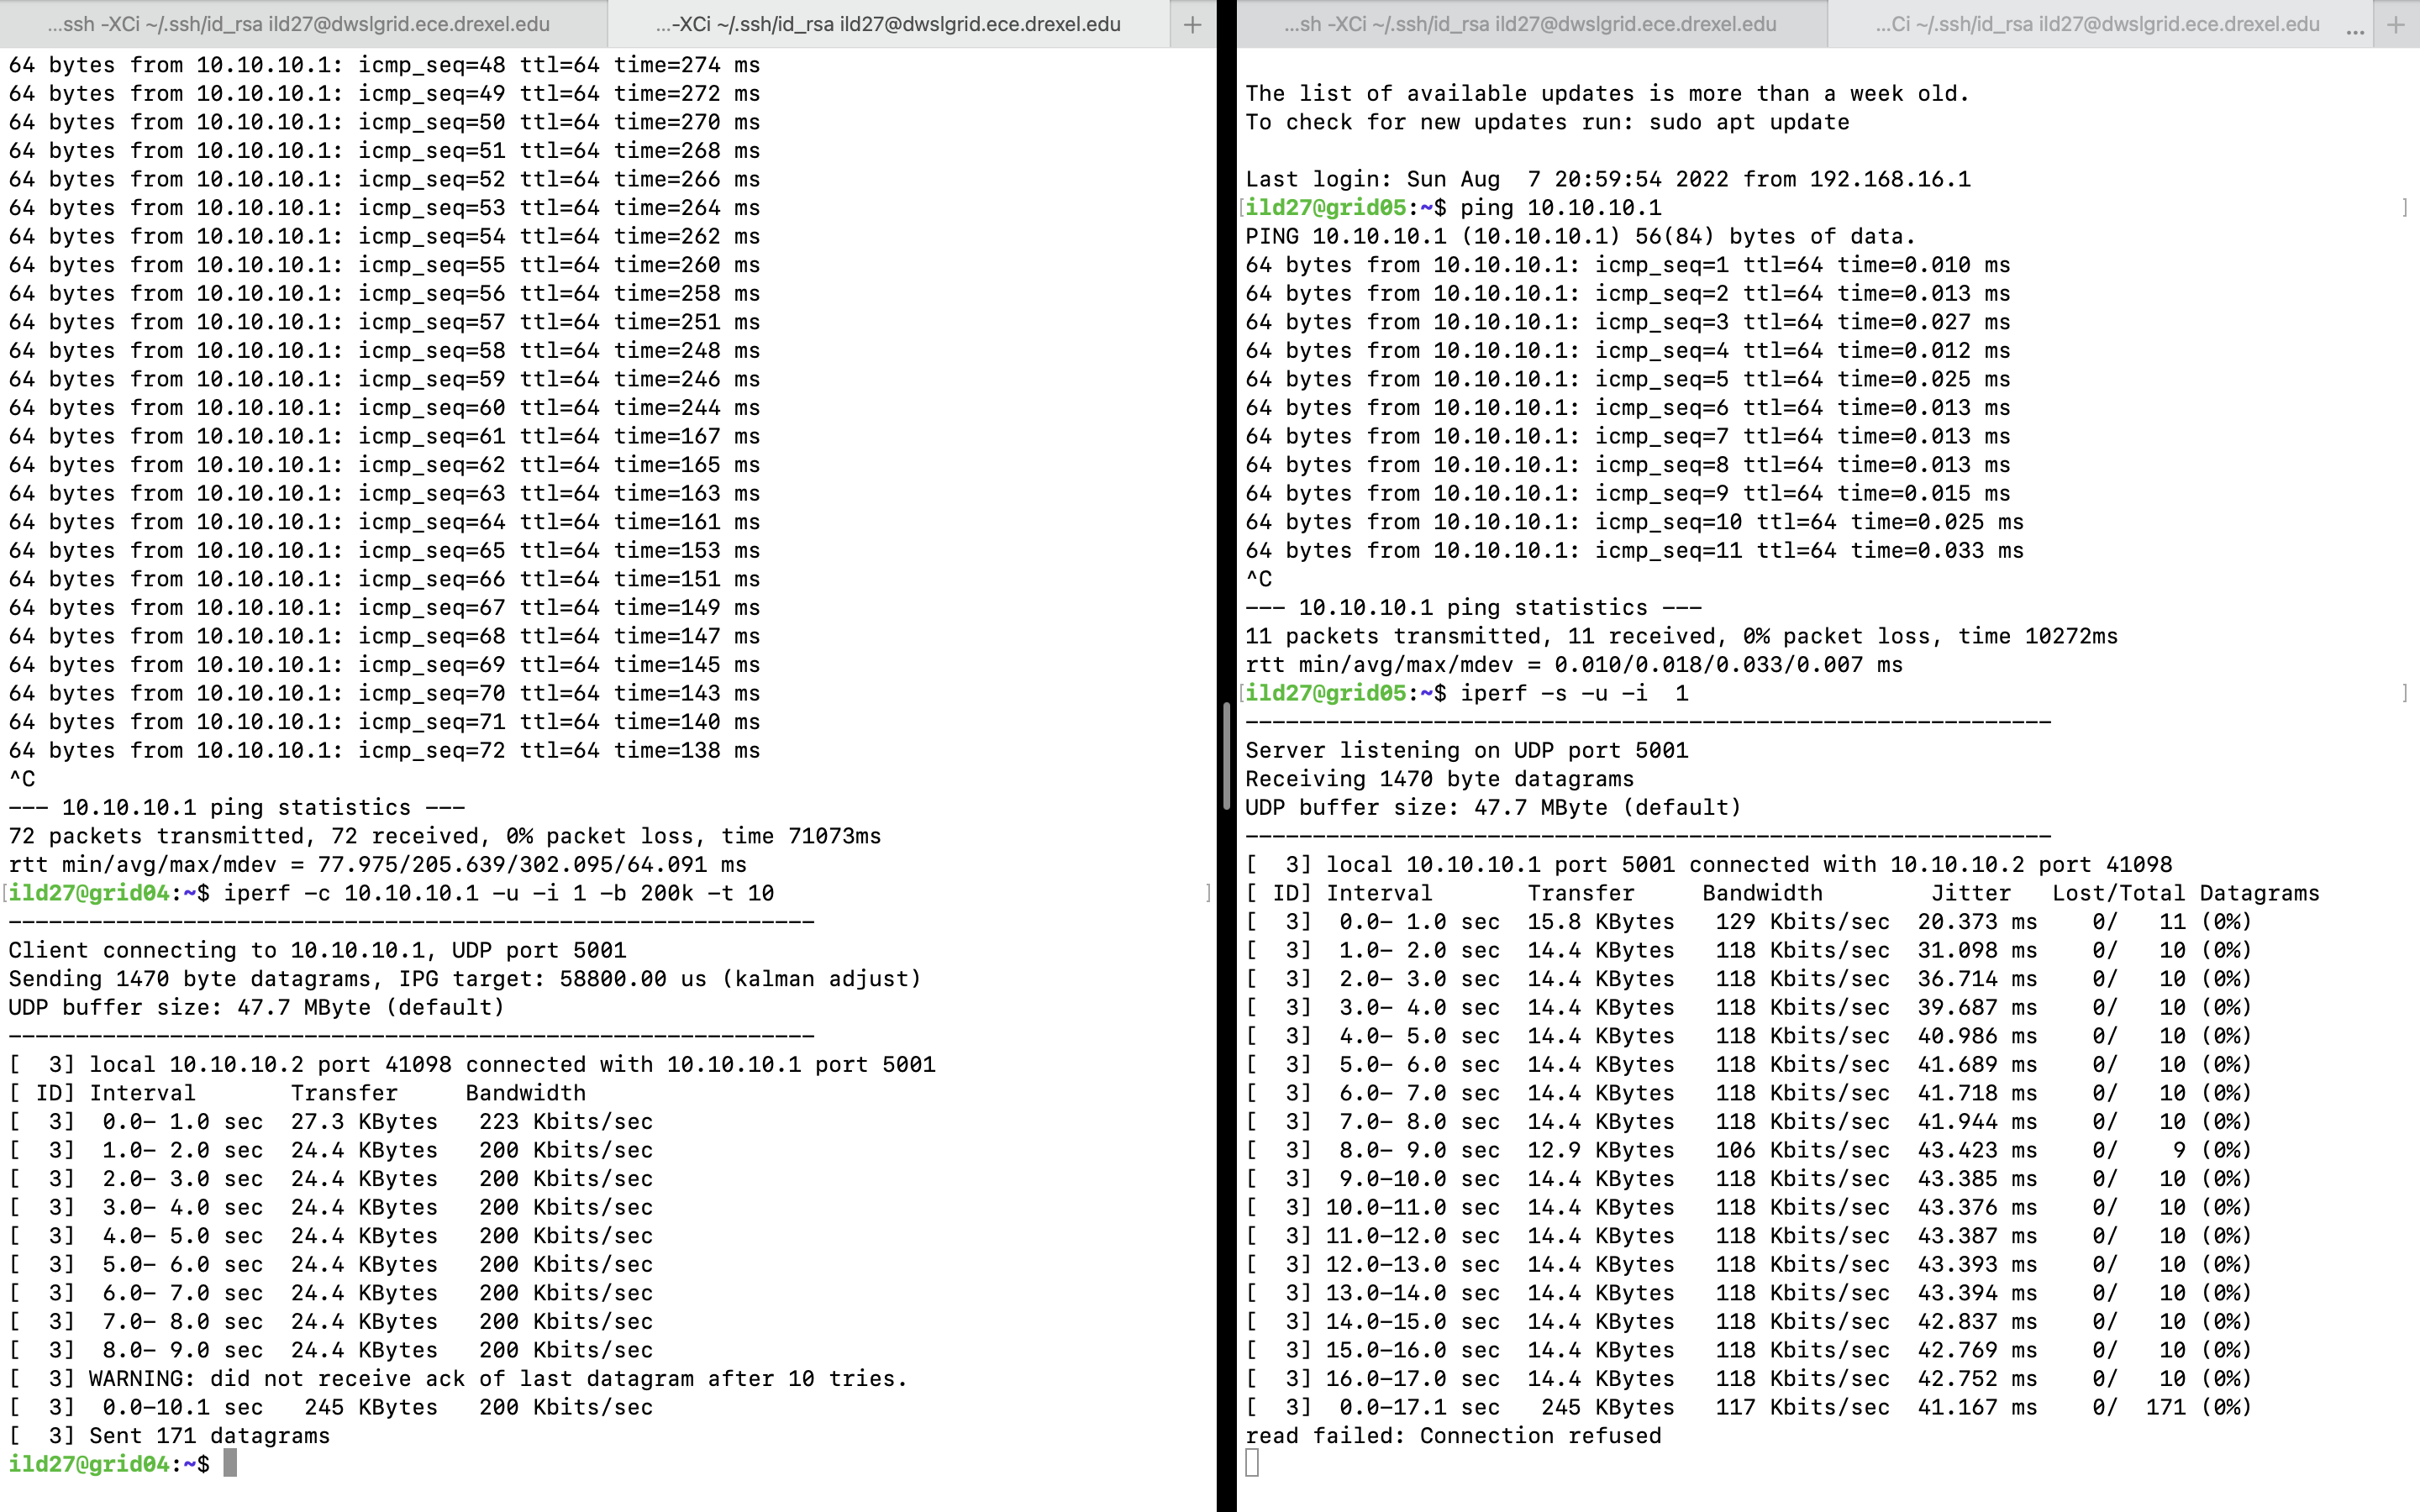 ...ssh -XCi ~/.ssh/id_rsa ild27@dwslgrid.ece.drexel.edu
...-XCi ~/.ssh/id_rsa ild27@dwslgrid.ece.drexel.edu
+
64 bytes from 10.10.10.1: icmp_seq=48 ttl=64 time=274 ms
64 bytes from 10.10.10.1: icmp_seq=49 ttl=64 time=272 ms
64 bytes from 10.10.10.1: icmp_seq=50 ttl=64 time=270 ms
64 bytes from 10.10.10.1: icmp_seq=51 ttl=64 time=268 ms
64 bytes from 10.10.10.1: icmp_seq=52 ttl=64 time=266 ms
64 bytes from 10.10.10.1: icmp_seq=53 ttl=64 time=264 ms
64 bytes from 10.10.10.1: icmp_seq=54 ttl=64 time=262 ms
64 bytes from 10.10.10.1: icmp_seq=55 ttl=64 time=260 ms
64 bytes from 10.10.10.1: icmp_seq=56 ttl=64 time=258 ms
64 bytes from 10.10.10.1: icmp_seq=57 ttl=64 time=251 ms
64 bytes from 10.10.10.1: icmp_seq=58 ttl=64 time=248 ms
64 bytes from 10.10.10.1: icmp_seq=59 ttl=64 time=246 ms
64 bytes from 10.10.10.1: icmp_seq=60 ttl=64 time=244 ms
64 bytes from 10.10.10.1: icmp_seq=61 ttl=64 time=167 ms
64 bytes from 10.10.10.1: icmp_seq=62 ttl=64 time=165 ms
64 bytes from 10.10.10.1: icmp_seq=63 ttl=64 time=163 ms
64 bytes from 10.10.10.1: icmp_seq=64 ttl=64 time=161 ms
64 bytes from 10.10.10.1: icmp_seq=65 ttl=64 time=153 ms
64 bytes from 10.10.10.1: icmp_seq=66 ttl=64 time=151 ms
64 bytes from 10.10.10.1: icmp_seq=67 ttl=64 time=149 ms
64 bytes from 10.10.10.1: icmp_seq=68 ttl=64 time=147 ms
64 bytes from 10.10.10.1: icmp_seq=69 ttl=64 time=145 ms
64 bytes from 10.10.10.1: icmp_seq=70 ttl=64 time=143 ms
64 bytes from 10.10.10.1: icmp_seq=71 ttl=64 time=140 ms
64 bytes from 10.10.10.1: icmp_seq=72 ttl=64 time=138 ms
^C
--- 10.10.10.1 ping statistics ---
72 packets transmitted, 72 received, 0% packet loss, time 71073ms
rtt min/avg/max/mdev = 77.975/205.639/302.095/64.091 ms
[ild27@grid04:~$ iperf -c 10.10.10.1 -u -i 1 -b 200k -t 10 ]
------------------------------------------------------------
Client connecting to 10.10.10.1, UDP port 5001
Sending 1470 byte datagrams, IPG target: 58800.00 us (kalman adjust)
UDP buffer size: 47.7 MByte (default)
------------------------------------------------------------
[  3] local 10.10.10.2 port 41098 connected with 10.10.10.1 port 5001
[ ID] Interval       Transfer     Bandwidth
[  3]  0.0- 1.0 sec  27.3 KBytes   223 Kbits/sec
[  3]  1.0- 2.0 sec  24.4 KBytes   200 Kbits/sec
[  3]  2.0- 3.0 sec  24.4 KBytes   200 Kbits/sec
[  3]  3.0- 4.0 sec  24.4 KBytes   200 Kbits/sec
[  3]  4.0- 5.0 sec  24.4 KBytes   200 Kbits/sec
[  3]  5.0- 6.0 sec  24.4 KBytes   200 Kbits/sec
[  3]  6.0- 7.0 sec  24.4 KBytes   200 Kbits/sec
[  3]  7.0- 8.0 sec  24.4 KBytes   200 Kbits/sec
[  3]  8.0- 9.0 sec  24.4 KBytes   200 Kbits/sec
[  3] WARNING: did not receive ack of last datagram after 10 tries.
[  3]  0.0-10.1 sec   245 KBytes   200 Kbits/sec
[  3] Sent 171 datagrams
ild27@grid04:~$
...sh -XCi ~/.ssh/id_rsa ild27@dwslgrid.ece.drexel.edu
...Ci ~/.ssh/id_rsa ild27@dwslgrid.ece.drexel.edu ...
+
The list of available updates is more than a week old.
To check for new updates run: sudo apt update
Last login: Sun Aug  7 20:59:54 2022 from 192.168.16.1
[ild27@grid05:~$ ping 10.10.10.1 ]
PING 10.10.10.1 (10.10.10.1) 56(84) bytes of data.
64 bytes from 10.10.10.1: icmp_seq=1 ttl=64 time=0.010 ms
64 bytes from 10.10.10.1: icmp_seq=2 ttl=64 time=0.013 ms
64 bytes from 10.10.10.1: icmp_seq=3 ttl=64 time=0.027 ms
64 bytes from 10.10.10.1: icmp_seq=4 ttl=64 time=0.012 ms
64 bytes from 10.10.10.1: icmp_seq=5 ttl=64 time=0.025 ms
64 bytes from 10.10.10.1: icmp_seq=6 ttl=64 time=0.013 ms
64 bytes from 10.10.10.1: icmp_seq=7 ttl=64 time=0.013 ms
64 bytes from 10.10.10.1: icmp_seq=8 ttl=64 time=0.013 ms
64 bytes from 10.10.10.1: icmp_seq=9 ttl=64 time=0.015 ms
64 bytes from 10.10.10.1: icmp_seq=10 ttl=64 time=0.025 ms
64 bytes from 10.10.10.1: icmp_seq=11 ttl=64 time=0.033 ms
^C
--- 10.10.10.1 ping statistics ---
11 packets transmitted, 11 received, 0% packet loss, time 10272ms
rtt min/avg/max/mdev = 0.010/0.018/0.033/0.007 ms
[ild27@grid05:~$ iperf -s -u -i  1 ]
------------------------------------------------------------
Server listening on UDP port 5001
Receiving 1470 byte datagrams
UDP buffer size: 47.7 MByte (default)
------------------------------------------------------------
[  3] local 10.10.10.1 port 5001 connected with 10.10.10.2 port 41098
[ ID] Interval       Transfer     Bandwidth        Jitter   Lost/Total Datagrams
[  3]  0.0- 1.0 sec  15.8 KBytes   129 Kbits/sec  20.373 ms    0/   11 (0%)
[  3]  1.0- 2.0 sec  14.4 KBytes   118 Kbits/sec  31.098 ms    0/   10 (0%)
[  3]  2.0- 3.0 sec  14.4 KBytes   118 Kbits/sec  36.714 ms    0/   10 (0%)
[  3]  3.0- 4.0 sec  14.4 KBytes   118 Kbits/sec  39.687 ms    0/   10 (0%)
[  3]  4.0- 5.0 sec  14.4 KBytes   118 Kbits/sec  40.986 ms    0/   10 (0%)
[  3]  5.0- 6.0 sec  14.4 KBytes   118 Kbits/sec  41.689 ms    0/   10 (0%)
[  3]  6.0- 7.0 sec  14.4 KBytes   118 Kbits/sec  41.718 ms    0/   10 (0%)
[  3]  7.0- 8.0 sec  14.4 KBytes   118 Kbits/sec  41.944 ms    0/   10 (0%)
[  3]  8.0- 9.0 sec  12.9 KBytes   106 Kbits/sec  43.423 ms    0/    9 (0%)
[  3]  9.0-10.0 sec  14.4 KBytes   118 Kbits/sec  43.385 ms    0/   10 (0%)
[  3] 10.0-11.0 sec  14.4 KBytes   118 Kbits/sec  43.376 ms    0/   10 (0%)
[  3] 11.0-12.0 sec  14.4 KBytes   118 Kbits/sec  43.387 ms    0/   10 (0%)
[  3] 12.0-13.0 sec  14.4 KBytes   118 Kbits/sec  43.393 ms    0/   10 (0%)
[  3] 13.0-14.0 sec  14.4 KBytes   118 Kbits/sec  43.394 ms    0/   10 (0%)
[  3] 14.0-15.0 sec  14.4 KBytes   118 Kbits/sec  42.837 ms    0/   10 (0%)
[  3] 15.0-16.0 sec  14.4 KBytes   118 Kbits/sec  42.769 ms    0/   10 (0%)
[  3] 16.0-17.0 sec  14.4 KBytes   118 Kbits/sec  42.752 ms    0/   10 (0%)
[  3]  0.0-17.1 sec   245 KBytes   117 Kbits/sec  41.167 ms    0/  171 (0%)
read failed: Connection refused